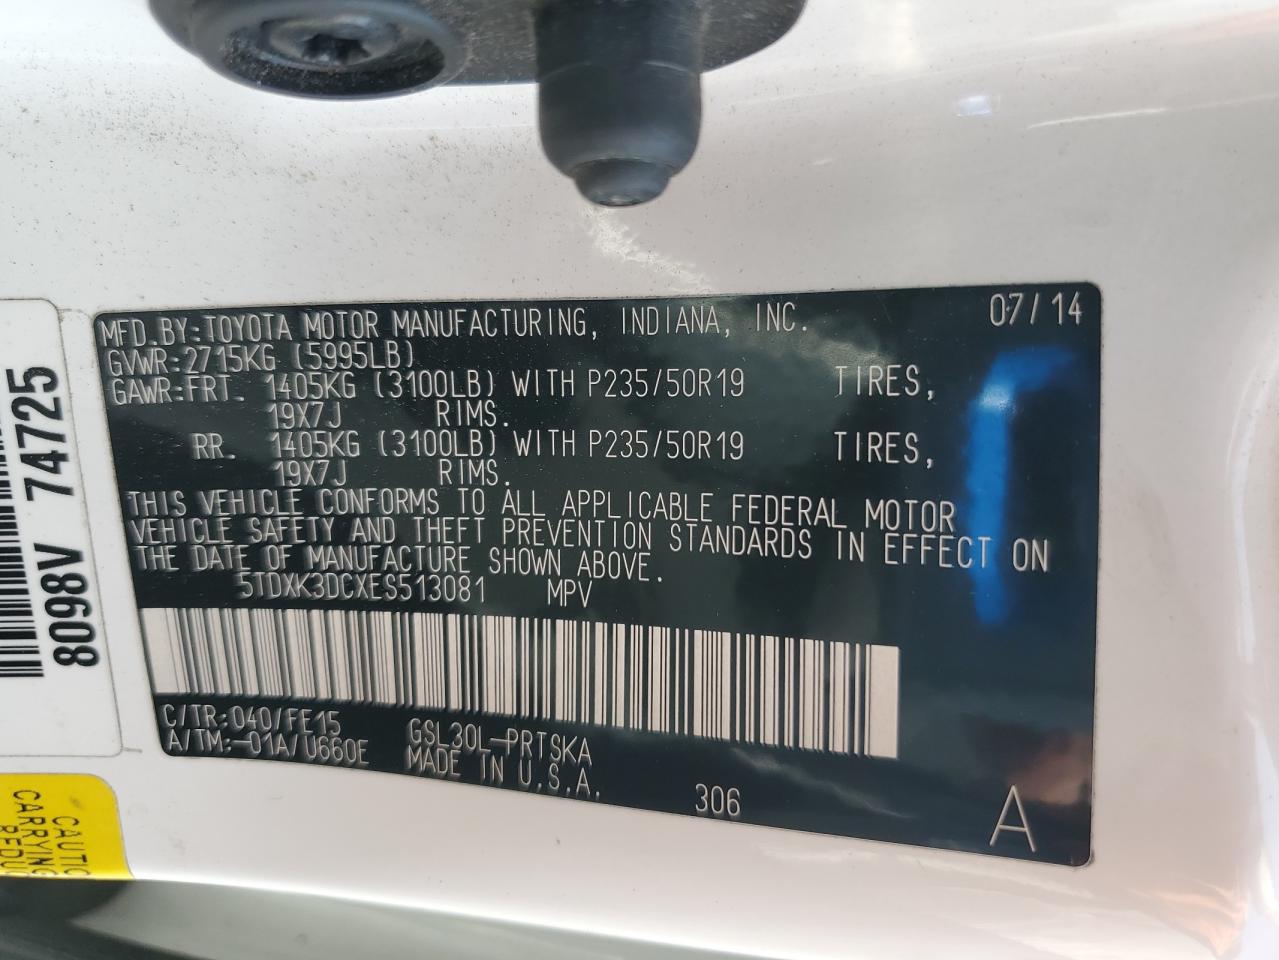 MFD.BY:TOYOTA MOTOR MANUFACTURING, INDIANA, INC. 07/14
GVWR:2715KG (5995LB)
GAWR:FRT. 1405KG (3100LB) WITH P235/50R19 TIRES,
19X7J RIMS.
RR. 1405KG (3100LB) WITH P235/50R19 TIRES,
19X7J RIMS.
THIS VEHICLE CONFORMS TO ALL APPLICABLE FEDERAL MOTOR
VEHICLE SAFETY AND THEFT PREVENTION STANDARDS IN EFFECT ON
THE DATE OF MANUFACTURE SHOWN ABOVE.
5TDXK3DCXES513081 MPV
C/TR:040/FE15 GSL30L-PRTSKA
A/TM:-01A/U660E MADE IN U.S.A.
306
A
8098V 74725
CAUTIO
CARRYING
REDUC